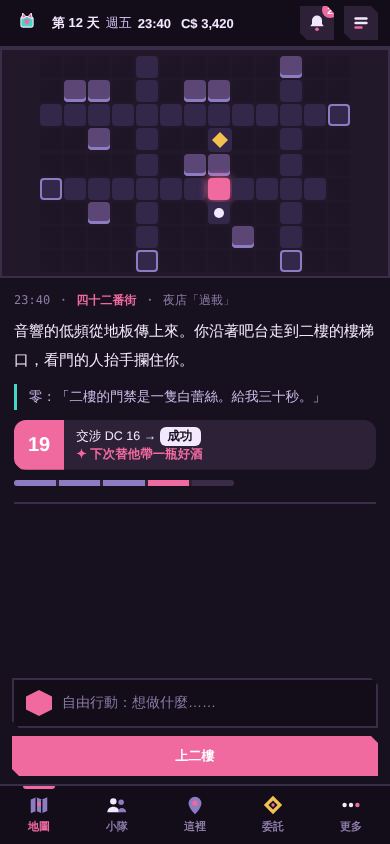 第 12 天 週五 23:40 C$ 3,420
23:40 · 四十二番街 · 夜店「過載」
音響的低頻從地板傳上來。你沿著吧台走到二樓的樓梯
口，看門的人抬手攔住你。
零：「二樓的門禁是一隻白蕾絲。給我三十秒。」
19
交涉 DC 16 → 成功
✦ 下次替他帶一瓶好酒
自由行動：想做什麼……
上二樓
地圖 小隊 這裡 委託 更多